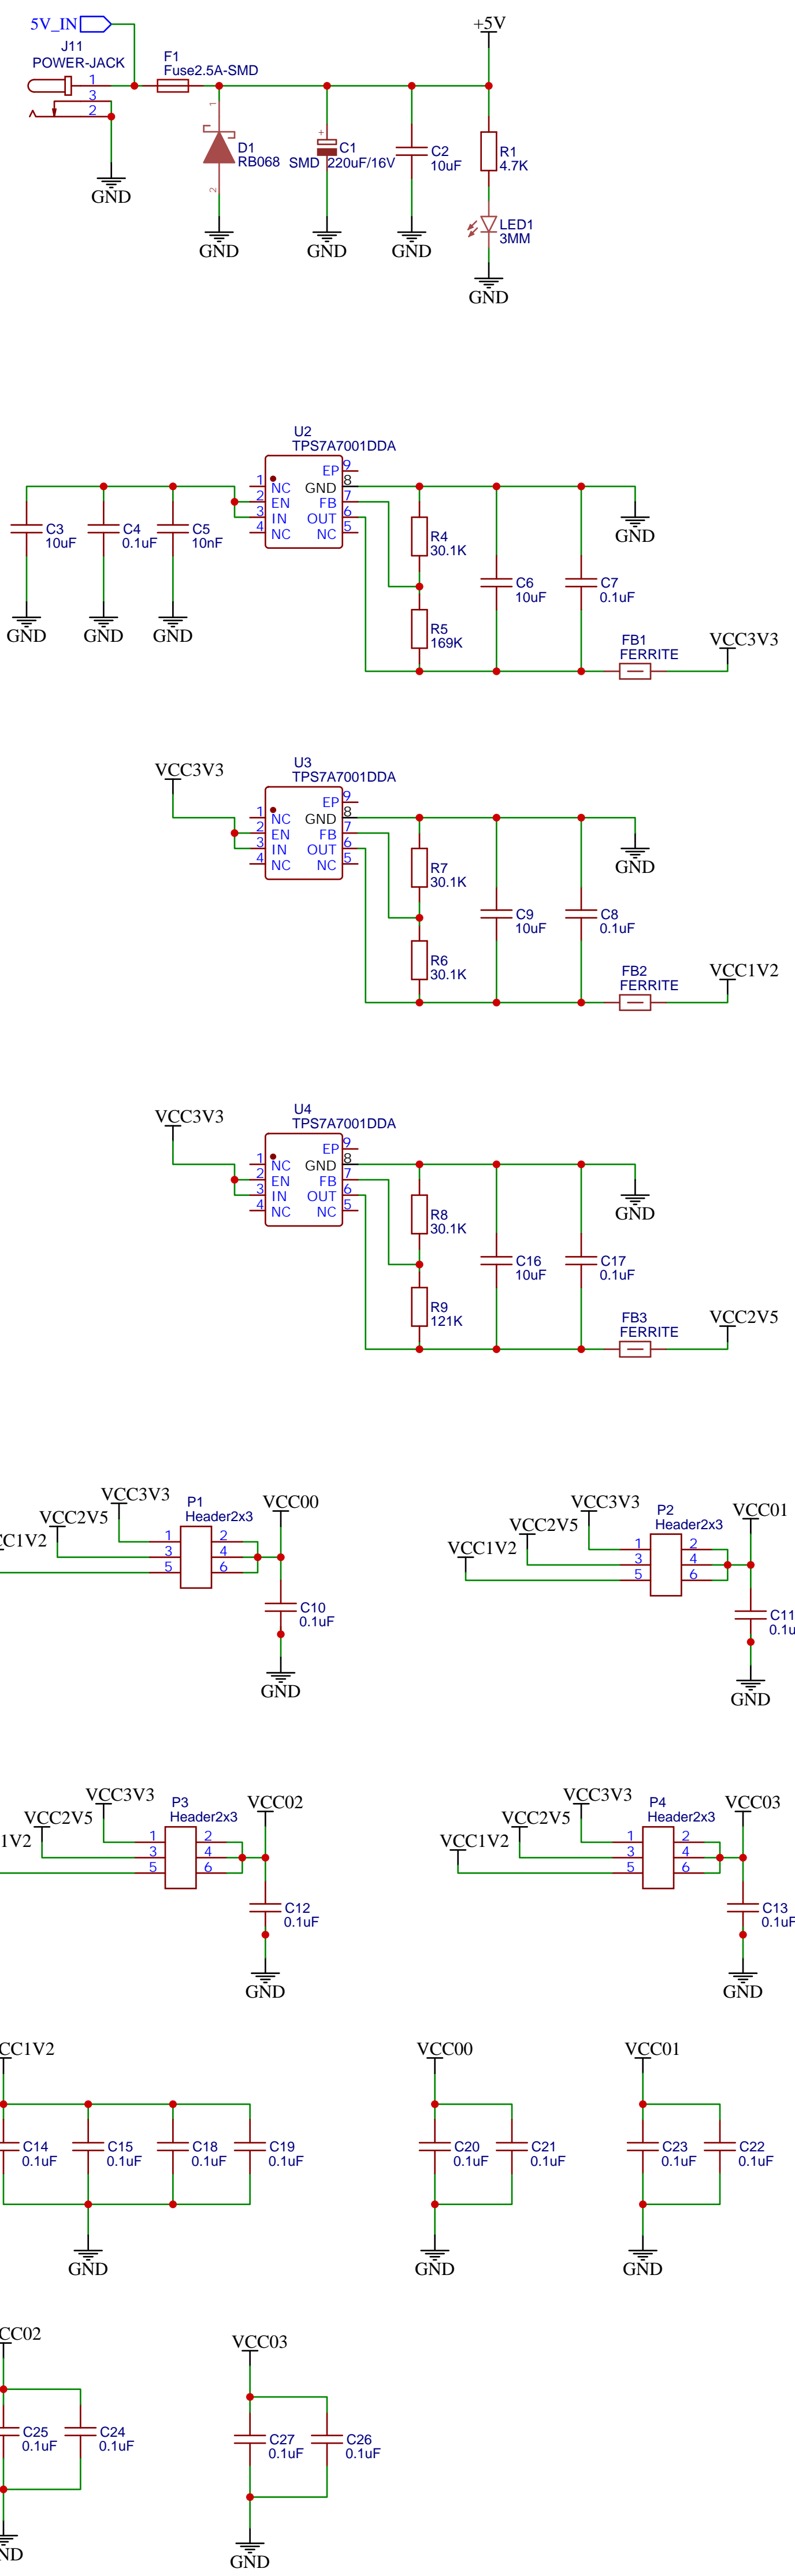 5V_IN
+5V
J11
POWER-JACK
F1
Fuse2.5A-SMD
1
3
2
1
D1
RB068
2
+
C1
SMD 220uF/16V
C2
10uF
R1
4.7K
LED1
3MM
GND
GND
GND
GND
GND
U2
TPS7A7001DDA
EP 9
1 NC GND 8
2 EN FB 7
3 IN OUT 6
4 NC NC 5
C3
10uF
C4
0.1uF
C5
10nF
GND
GND
GND
R4
30.1K
R5
169K
C6
10uF
C7
0.1uF
GND
FB1
FERRITE
VCC3V3
VCC3V3
U3
TPS7A7001DDA
EP 9
1 NC GND 8
2 EN FB 7
3 IN OUT 6
4 NC NC 5
R7
30.1K
R6
30.1K
C9
10uF
C8
0.1uF
GND
FB2
FERRITE
VCC1V2
VCC3V3
U4
TPS7A7001DDA
EP 9
1 NC GND 8
2 EN FB 7
3 IN OUT 6
4 NC NC 5
R8
30.1K
R9
121K
C16
10uF
C17
0.1uF
GND
FB3
FERRITE
VCC2V5
VCC3V3
VCC2V5
CC1V2
P1
Header2x3
1 2
3 4
5 6
VCC00
C10
0.1uF
GND
VCC3V3
VCC2V5
VCC1V2
P2
Header2x3
1 2
3 4
5 6
VCC01
C11
0.1u
GND
VCC3V3
VCC2V5
1V2
P3
Header2x3
1 2
3 4
5 6
VCC02
C12
0.1uF
GND
VCC3V3
VCC2V5
VCC1V2
P4
Header2x3
1 2
3 4
5 6
VCC03
C13
0.1uF
GND
CC1V2
C14
0.1uF
C15
0.1uF
C18
0.1uF
C19
0.1uF
GND
VCC00
C20
0.1uF
C21
0.1uF
GND
VCC01
C23
0.1uF
C22
0.1uF
GND
CC02
C25
0.1uF
C24
0.1uF
ND
VCC03
C27
0.1uF
C26
0.1uF
GND